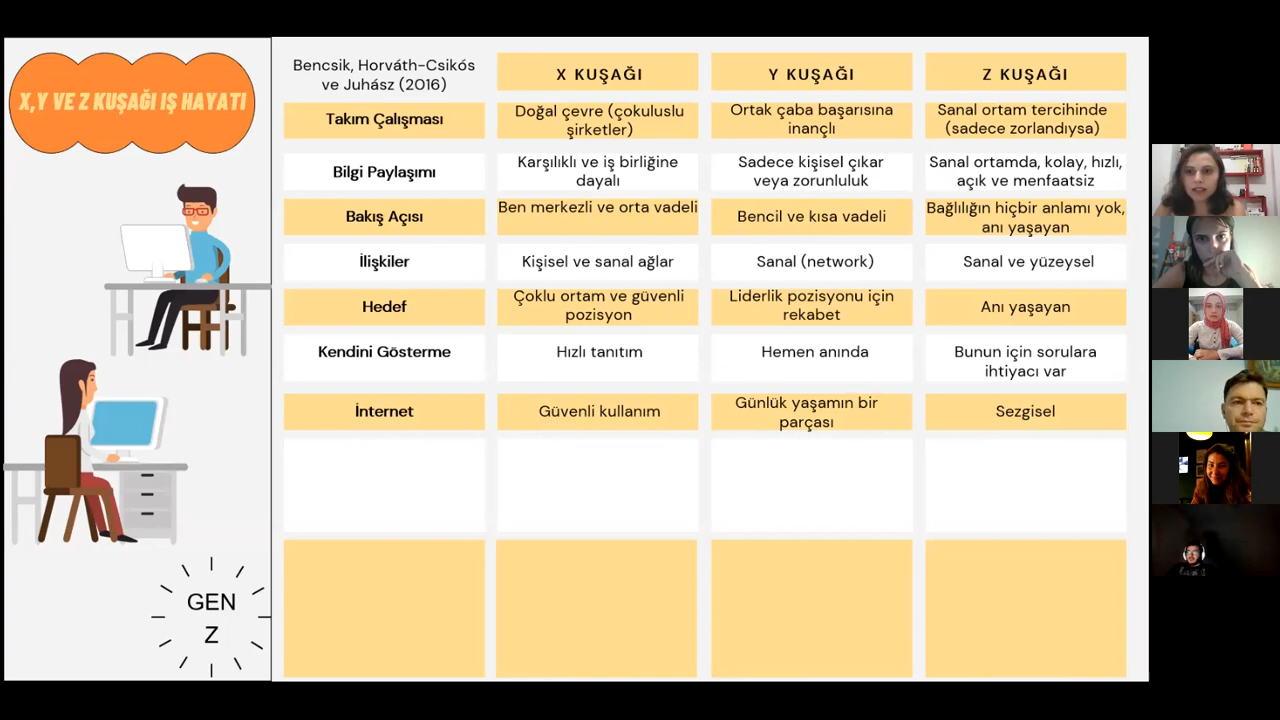 X,Y VE Z KUŞAĞI IŞ HAYATI
Bencsik, Horváth-Csikós
ve Juhász (2016)
X KUŞAĞI
Y KUŞAĞI
Z KUŞAĞI
Takım Çalışması
Doğal çevre (çokuluslu
şirketler)
Ortak çaba başarısına
inançlı
Sanal ortam tercihinde
(sadece zorlandıysa)
Bilgi Paylaşımı
Karşılıklı ve iş birliğine
dayalı
Sadece kişisel çıkar
veya zorunluluk
Sanal ortamda, kolay, hızlı,
açık ve menfaatsiz
Bakış Açısı
Ben merkezli ve orta vadeli
Bencil ve kısa vadeli
Bağlılığın hiçbir anlamı yok,
anı yaşayan
İlişkiler
Kişisel ve sanal ağlar
Sanal (network)
Sanal ve yüzeysel
Hedef
Çoklu ortam ve güvenli
pozisyon
Liderlik pozisyonu için
rekabet
Anı yaşayan
Kendini Gösterme
Hızlı tanıtım
Hemen anında
Bunun için sorulara
ihtiyacı var
İnternet
Güvenli kullanım
Günlük yaşamın bir
parçası
Sezgisel
GEN
Z